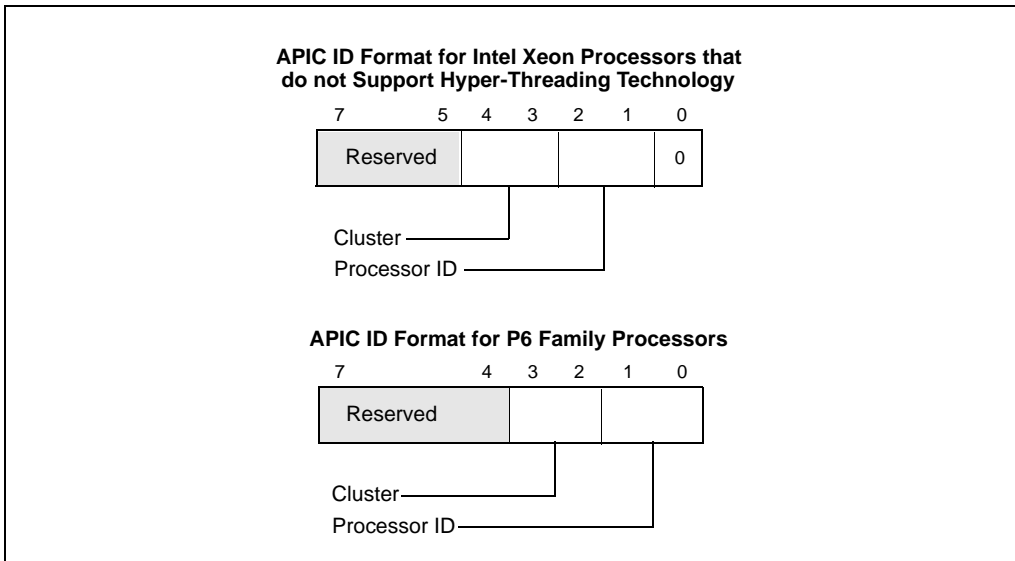 APIC ID Format for Intel Xeon Processors that
do not Support Hyper-Threading Technology
7 5 4 3 2 1 0
Reserved 0
Cluster
Processor ID
APIC ID Format for P6 Family Processors
7 4 3 2 1 0
Reserved
Cluster
Processor ID